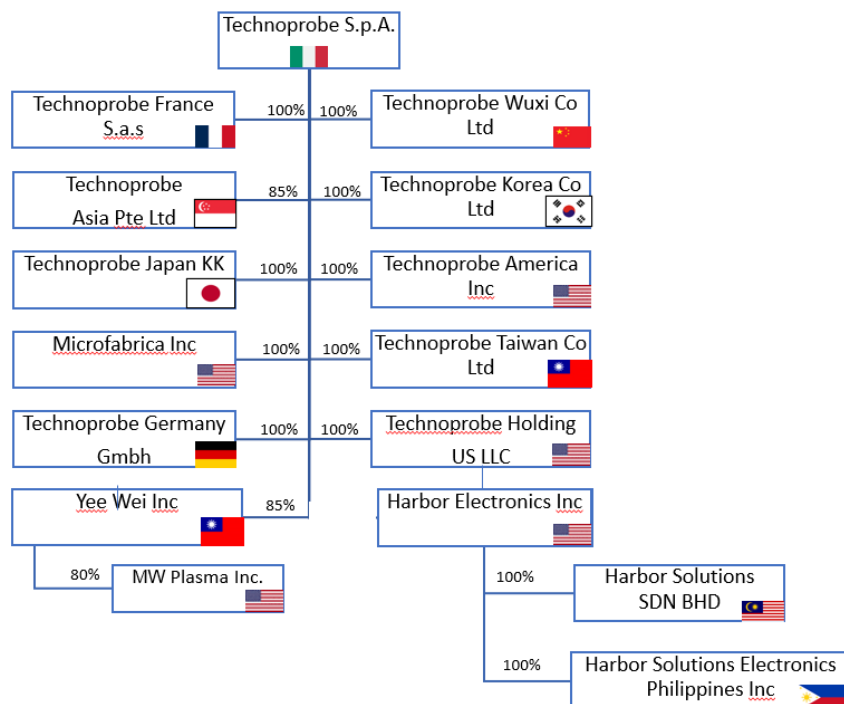 Technoprobe S.p.A.
Technoprobe France
S.a.s
100%
100%
Technoprobe Wuxi Co
Ltd
Technoprobe
Asia Pte Ltd
85%
100%
Technoprobe Korea Co
Ltd
Technoprobe Japan KK
100%
100%
Technoprobe America
Inc
Microfabrica Inc
100%
100%
Technoprobe Taiwan Co
Ltd
Technoprobe Germany
Gmbh
100%
100%
Technoprobe Holding
US LLC
Yee Wei Inc
85%
Harbor Electronics Inc
80%
MW Plasma Inc.
100%
Harbor Solutions
SDN BHD
100%
Harbor Solutions Electronics
Philippines Inc